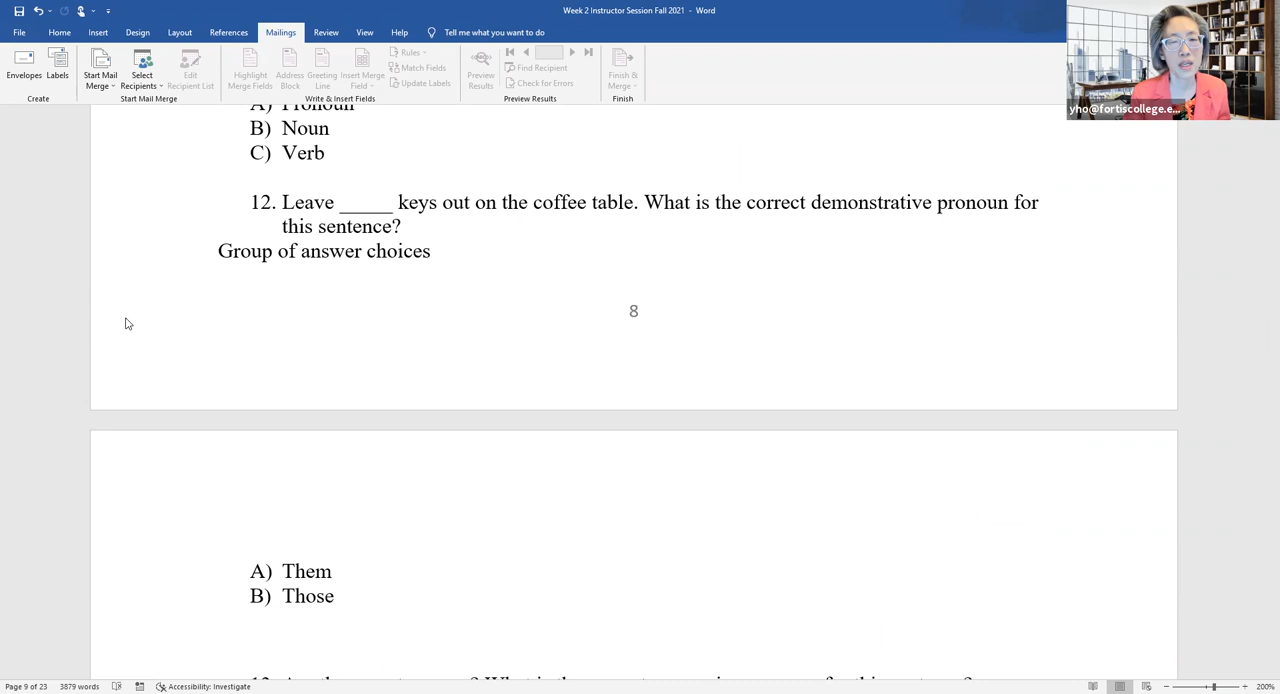 Week 2 Instructor Session Fall 2021 - Word
File Home Insert Design Layout References Mailings Review View Help Tell me what you want to do
Envelopes Labels Start Mail Merge Select Recipients Edit Recipient List Highlight Merge Fields Address Block Greeting Line Insert Merge Field Rules Match Fields Update Labels Preview Results Find Recipient Check for Errors Finish & Merge
Create Start Mail Merge Write & Insert Fields Preview Results Finish
yho@fortiscollege.e...
A) Pronoun
B) Noun
C) Verb
12. Leave _____ keys out on the coffee table. What is the correct demonstrative pronoun for
this sentence?
Group of answer choices
8
A) Them
B) Those
Page 9 of 23 3879 words Accessibility: Investigate 200%